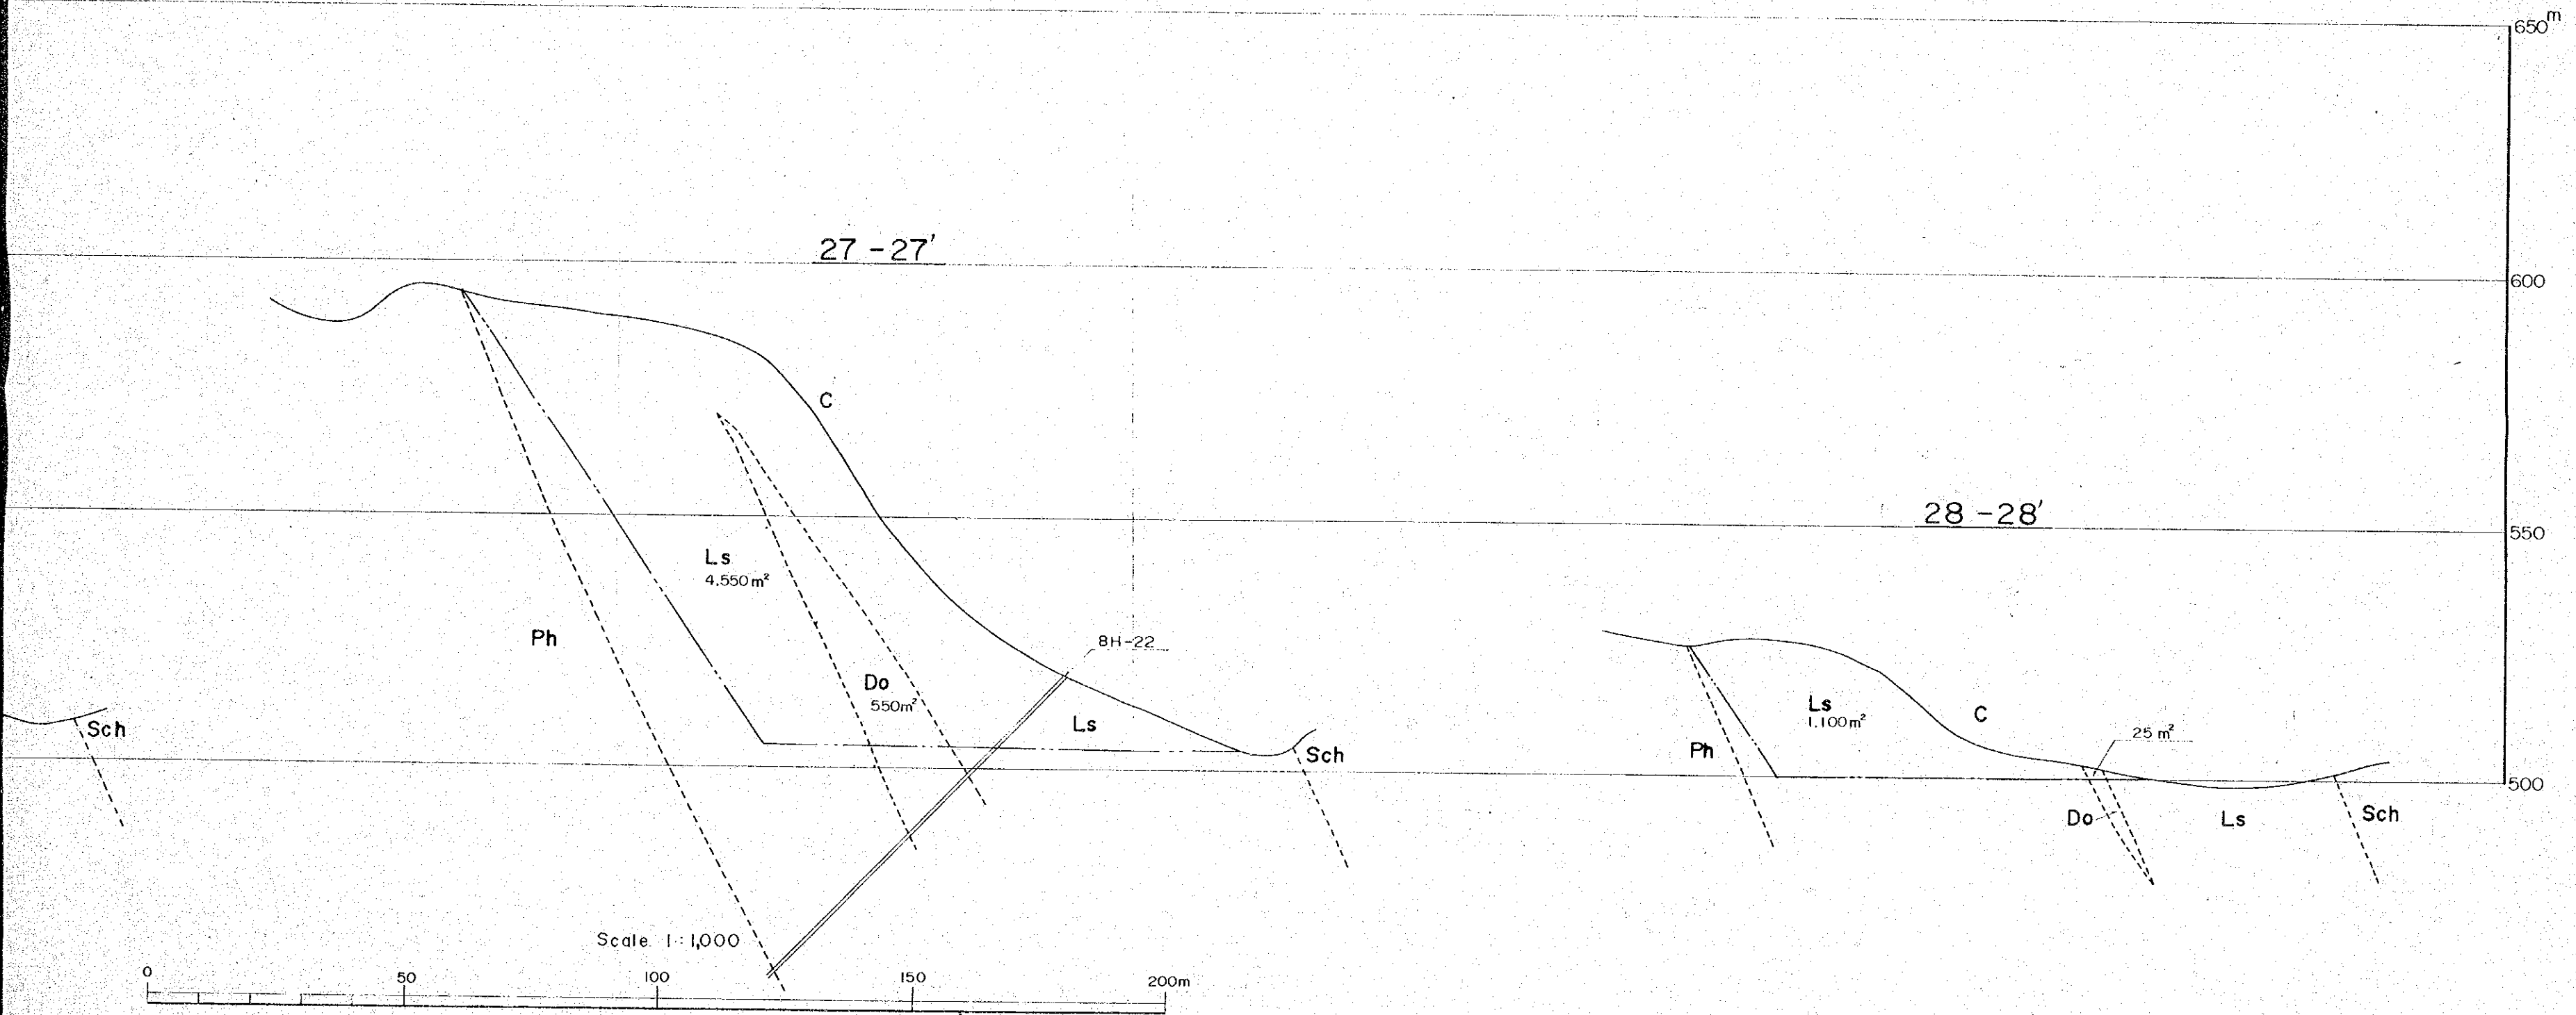 650m
27 - 27'
600
C
28 - 28'
550
Ls
4.550m²
Ph
8H-22
Do
550m²
Ls
Sch
Sch
Ls
1.100m²
C
25 m²
Ph
500
Do
Ls
Sch
Scale 1:1,000
0 50 100 150 200m